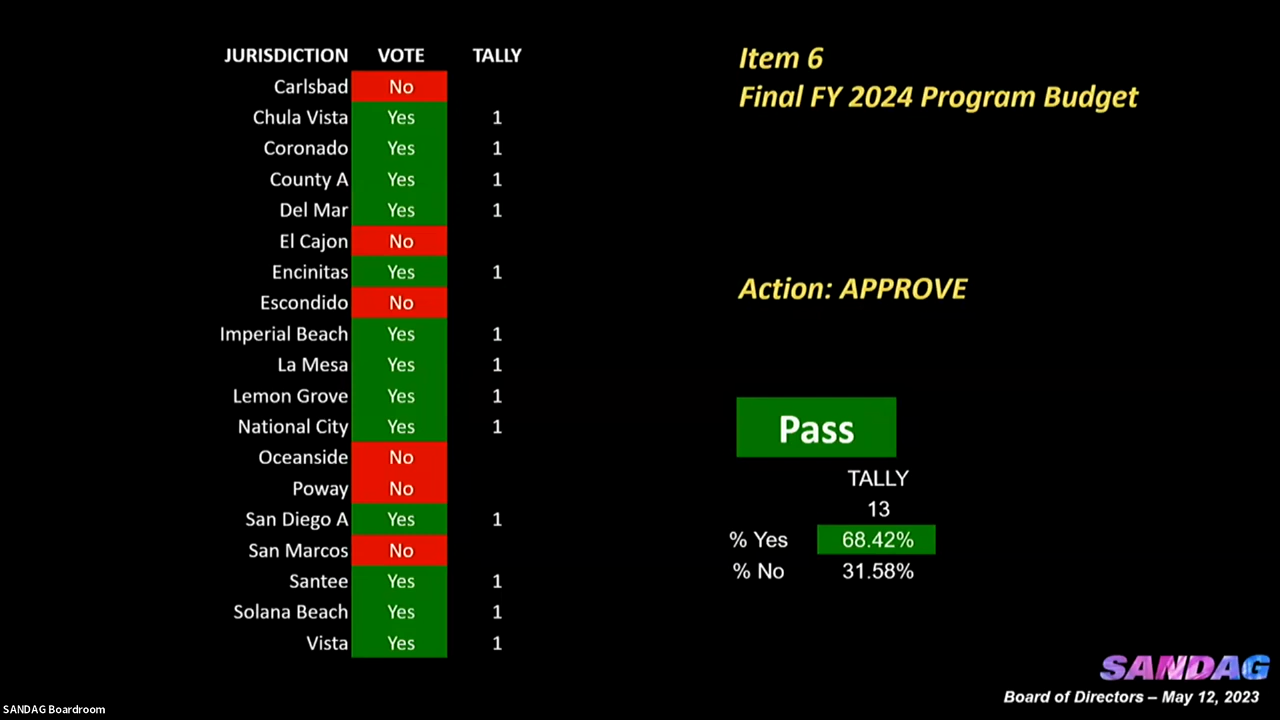 JURISDICTION VOTE TALLY
Carlsbad No
Chula Vista Yes 1
Coronado Yes 1
County A Yes 1
Del Mar Yes 1
El Cajon No
Encinitas Yes 1
Escondido No
Imperial Beach Yes 1
La Mesa Yes 1
Lemon Grove Yes 1
National City Yes 1
Oceanside No
Poway No
San Diego A Yes 1
San Marcos No
Santee Yes 1
Solana Beach Yes 1
Vista Yes 1
Item 6
Final FY 2024 Program Budget
Action: APPROVE
Pass
TALLY
13
% Yes 68.42%
% No 31.58%
SANDAG
Board of Directors – May 12, 2023
SANDAG Boardroom